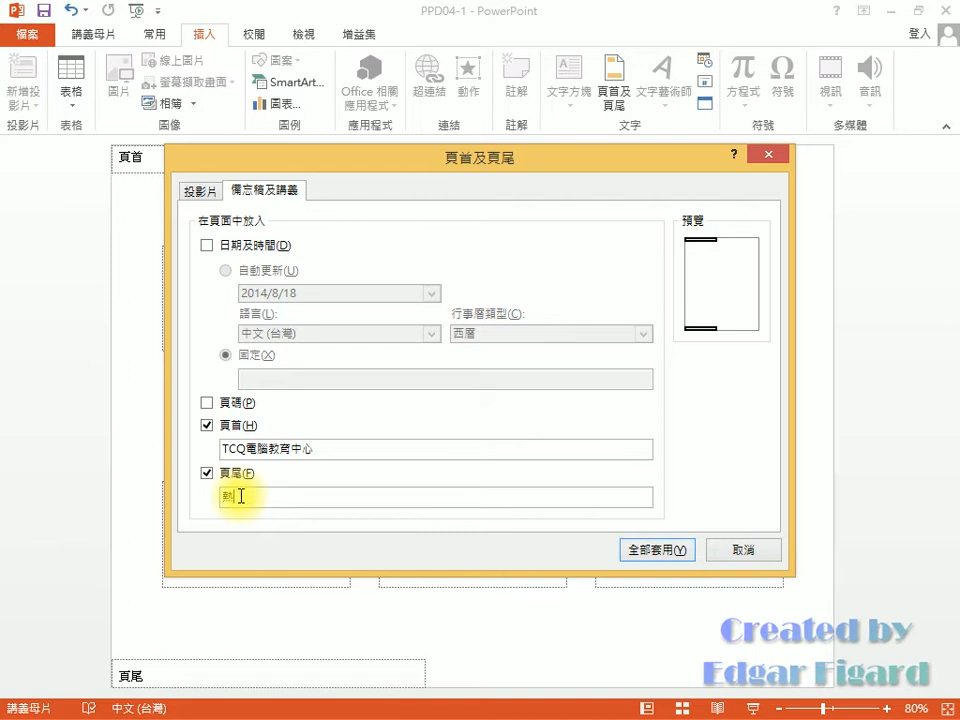 PPD04-1 - PowerPoint
檔案 講義母片 常用 插入 校閱 檢視 增益集 登入
新增投影片 表格 圖片 線上圖片 螢幕擷取畫面 相簿 圖案 SmartArt... 圖表... Office 相關應用程式 超連結 動作 註解 文字方塊 頁首及頁尾 文字藝術師 方程式 符號 視訊 音訊
投影片 表格 圖像 圖例 應用程式 連結 註解 文字 符號 多媒體
頁首
頁首及頁尾
投影片 備忘稿及講義
在頁面中放入
預覽
日期及時間(D)
自動更新(U)
2014/8/18
語言(L): 行事曆類型(C):
中文 (台灣) 西曆
固定(X)
頁碼(P)
頁首(H)
TCQ電腦教育中心
頁尾(F)
熱
全部套用(Y) 取消
Created by
Edgar Figard
頁尾
講義母片 中文 (台灣) 80%